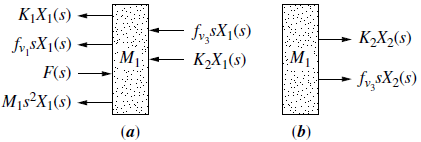 K₁X₁(s)
fᵥ₁sX₁(s)
F(s)
M₁s²X₁(s)
M₁
fᵥ₃sX₁(s)
K₂X₁(s)
(a)
M₁
K₂X₂(s)
fᵥ₃sX₂(s)
(b)